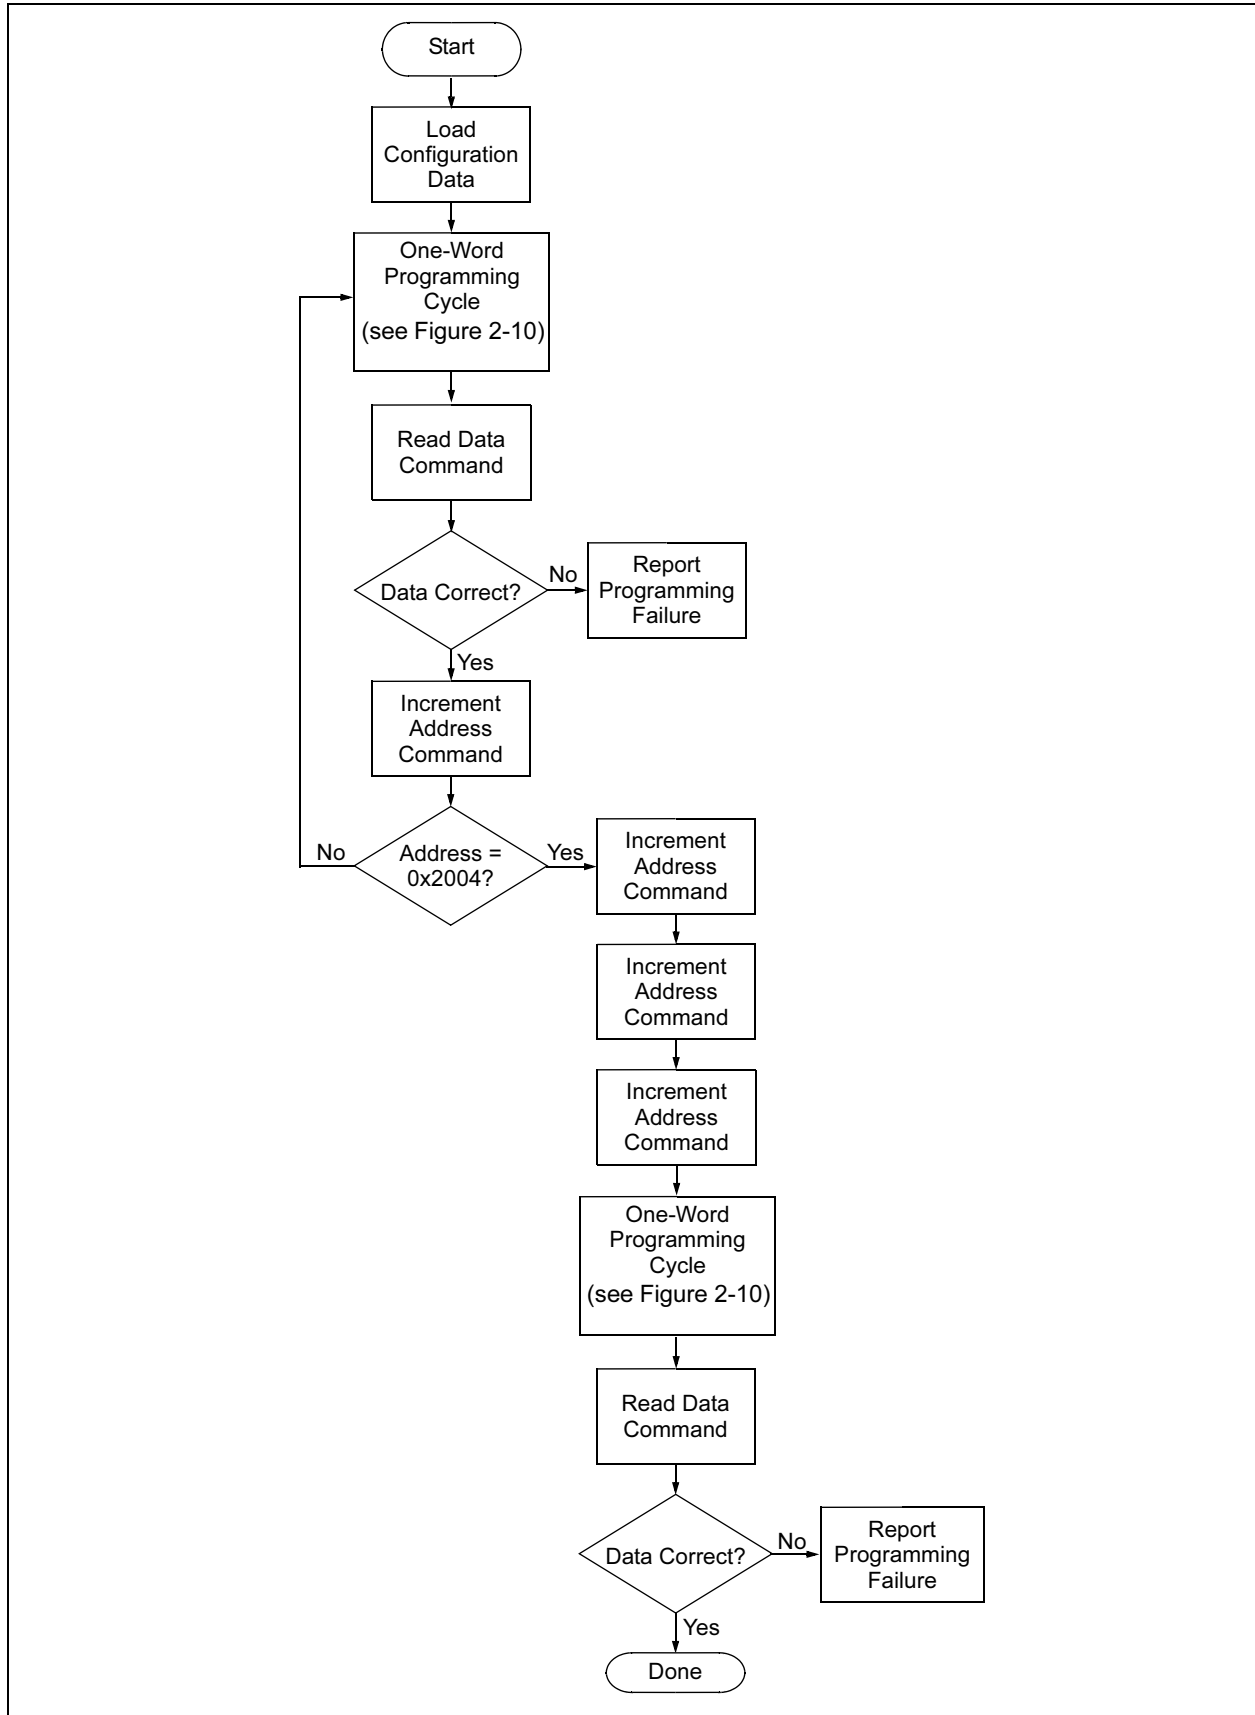 Start
Load
Configuration
Data
One-Word
Programming
Cycle
(see Figure 2-10)
Read Data
Command
Data Correct?
No
Report
Programming
Failure
Yes
Increment
Address
Command
No
Address =
0x2004?
Yes
Increment
Address
Command
Increment
Address
Command
Increment
Address
Command
One-Word
Programming
Cycle
(see Figure 2-10)
Read Data
Command
Data Correct?
No
Report
Programming
Failure
Yes
Done